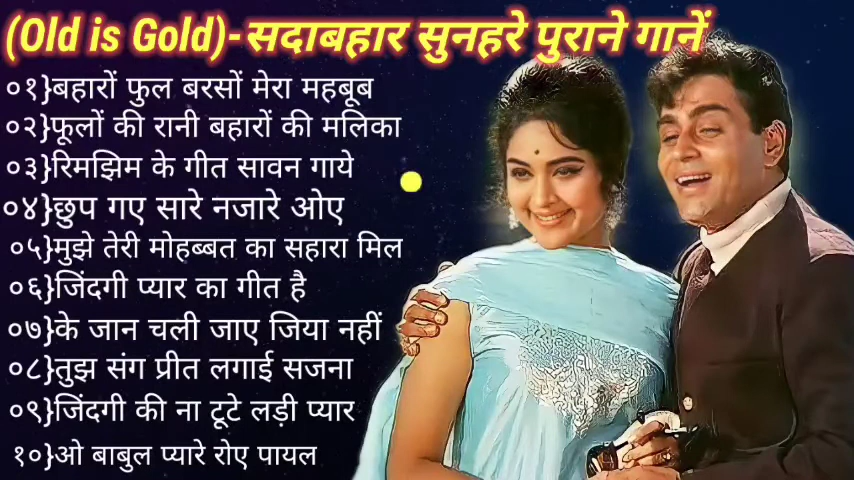 (Old is Gold)-सदाबहार सुनहरे पुराने गानें
०१}बहारों फुल बरसों मेरा महबूब
०२}फूलों की रानी बहारों की मलिका
०३}रिमझिम के गीत सावन गाये
०४}छुप गए सारे नजारे ओए
०५}मुझे तेरी मोहब्बत का सहारा मिल
०६}जिंदगी प्यार का गीत है
०७}के जान चली जाए जिया नहीं
०८}तुझ संग प्रीत लगाई सजना
०९}जिंदगी की ना टूटे लड़ी प्यार
१०}ओ बाबुल प्यारे रोए पायल